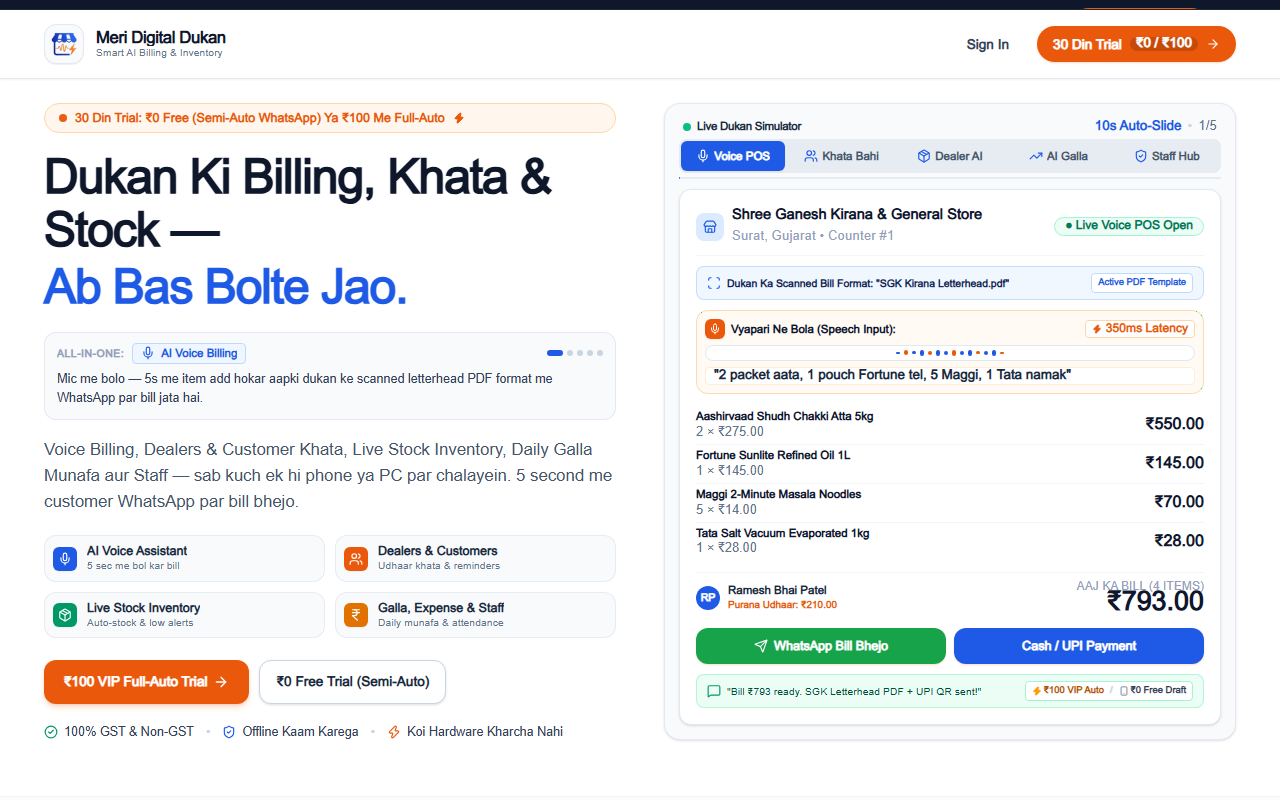 Meri Digital Dukan
Smart AI Billing & Inventory
Sign In
30 Din Trial ₹0 / ₹100 →
30 Din Trial: ₹0 Free (Semi-Auto WhatsApp) Ya ₹100 Me Full-Auto
Dukan Ki Billing, Khata &
Stock —
Ab Bas Bolte Jao.
ALL-IN-ONE: AI Voice Billing
Mic me bolo — 5s me item add hokar aapki dukan ke scanned letterhead PDF format me
WhatsApp par bill jata hai.
Voice Billing, Dealers & Customer Khata, Live Stock Inventory, Daily Galla
Munafa aur Staff — sab kuch ek hi phone ya PC par chalayein. 5 second me
customer WhatsApp par bill bhejo.
AI Voice Assistant
5 sec me bol kar bill
Dealers & Customers
Udhaar khata & reminders
Live Stock Inventory
Auto-stock & low alerts
₹
Galla, Expense & Staff
Daily munafa & attendance
₹100 VIP Full-Auto Trial →
₹0 Free Trial (Semi-Auto)
100% GST & Non-GST • Offline Kaam Karega • Koi Hardware Kharcha Nahi
Live Dukan Simulator
10s Auto-Slide • 1/5
Voice POS
Khata Bahi
Dealer AI
AI Galla
Staff Hub
Shree Ganesh Kirana & General Store
Surat, Gujarat • Counter #1
● Live Voice POS Open
Dukan Ka Scanned Bill Format: "SGK Kirana Letterhead.pdf"
Active PDF Template
Vyapari Ne Bola (Speech Input):
350ms Latency
"2 packet aata, 1 pouch Fortune tel, 5 Maggi, 1 Tata namak"
Aashirvaad Shudh Chakki Atta 5kg
2 × ₹275.00
₹550.00
Fortune Sunlite Refined Oil 1L
1 × ₹145.00
₹145.00
Maggi 2-Minute Masala Noodles
5 × ₹14.00
₹70.00
Tata Salt Vacuum Evaporated 1kg
1 × ₹28.00
₹28.00
RP
Ramesh Bhai Patel
Purana Udhaar: ₹210.00
AAJ KA BILL (4 ITEMS)
₹793.00
WhatsApp Bill Bhejo
Cash / UPI Payment
"Bill ₹793 ready. SGK Letterhead PDF + UPI QR sent!"
₹100 VIP Auto / ₹0 Free Draft